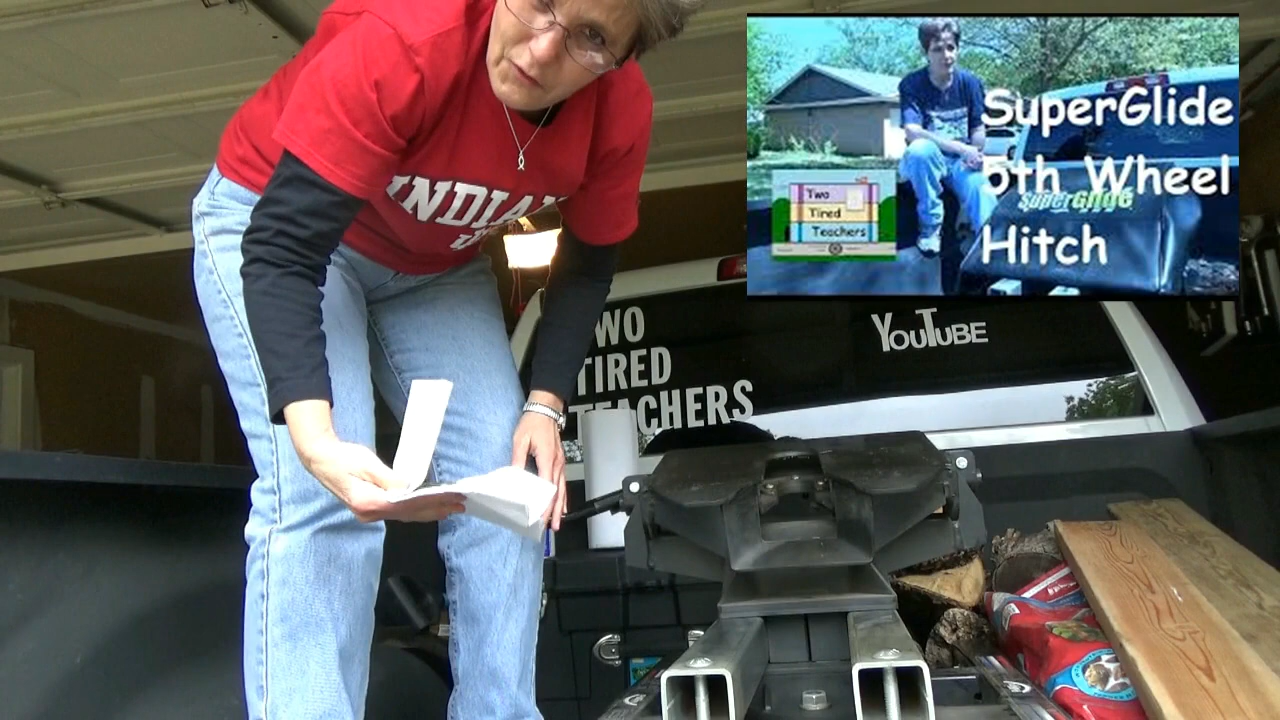 INDIANA
SuperGlide
5th Wheel
SuperGlide
Hitch
Two
Tired
Teachers
TWO
TIRED
TEACHERS
YOUTUBE